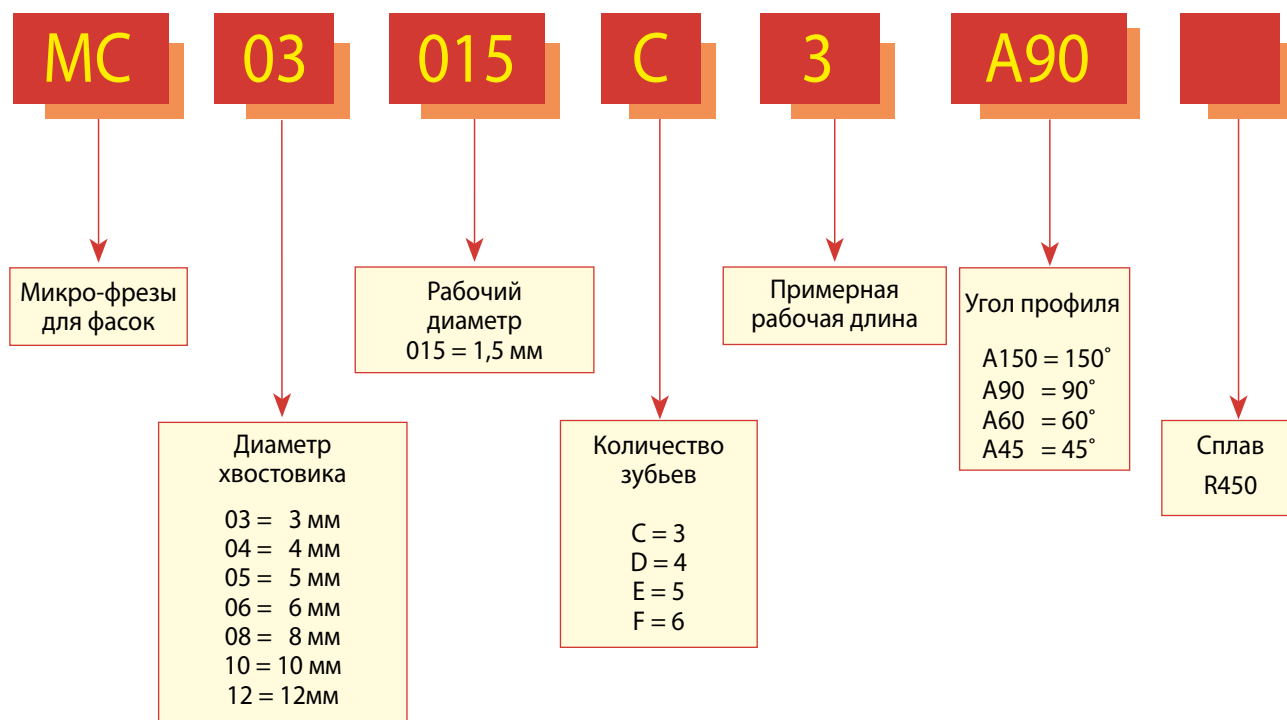 MC 03 015 C 3 A90
Микро-фрезы
для фасок
Диаметр
хвостовика
03 = 3 мм
04 = 4 мм
05 = 5 мм
06 = 6 мм
08 = 8 мм
10 = 10 мм
12 = 12мм
Рабочий
диаметр
015 = 1,5 мм
Количество
зубьев
C = 3
D = 4
E = 5
F = 6
Примерная
рабочая длина
Угол профиля
A150 = 150˚
A90 = 90˚
A60 = 60˚
A45 = 45˚
Сплав
R450